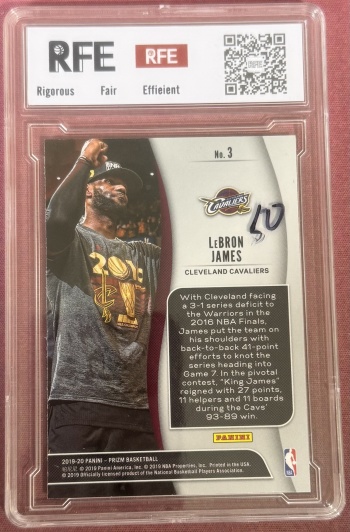 RFE
RFE
Rigorous Fair Effieient
No. 3
CAVALIERS
LEBRON
JAMES
CLEVELAND CAVALIERS
With Cleveland facing
a 3-1 series deficit to
the Warriors in the
2016 NBA Finals,
James put the team on
his shoulders with
back-to-back 41-point
efforts to knot the
series heading into
Game 7. In the pivotal
contest, "King James"
reigned with 27 points,
11 helpers and 11 boards
during the Cavs'
93-89 win.
PANINI
2019-20 PANINI – PRIZM BASKETBALL
© 2019 Panini America, Inc. © 2019 NBA Properties, Inc. Printed in the USA.
© 2019 Officially licensed product of the National Basketball Players Association.